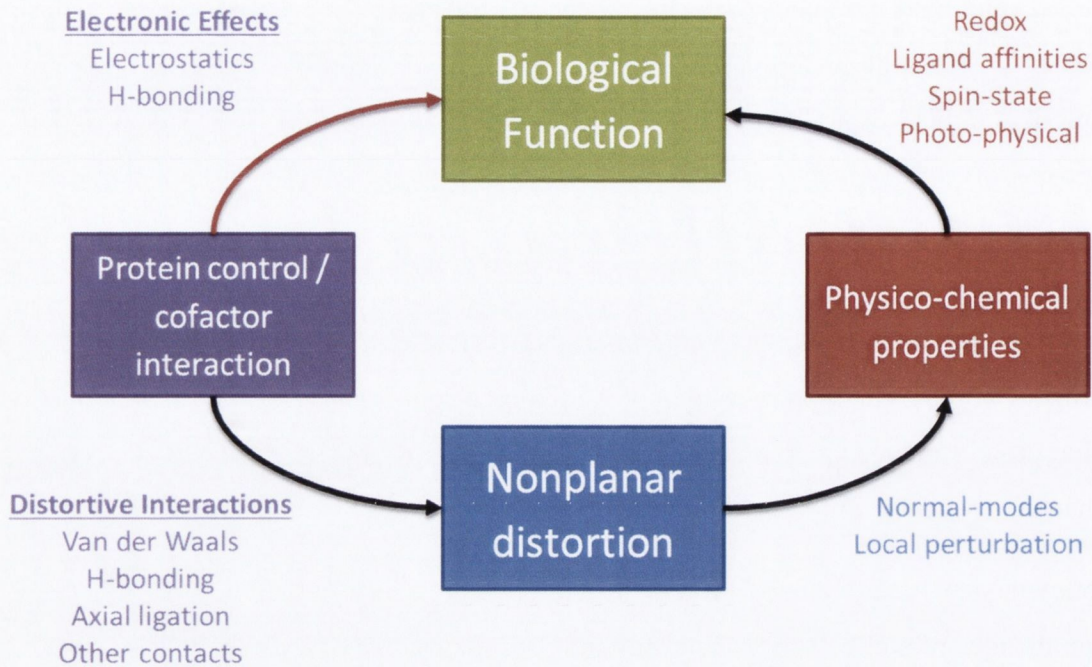 Electronic Effects
Electrostatics
H-bonding
Biological
Function
Redox
Ligand affinities
Spin-state
Photo-physical
Protein control /
cofactor
interaction
Physico-chemical
properties
Nonplanar
distortion
Distortive Interactions
Van der Waals
H-bonding
Axial ligation
Other contacts
Normal-modes
Local perturbation